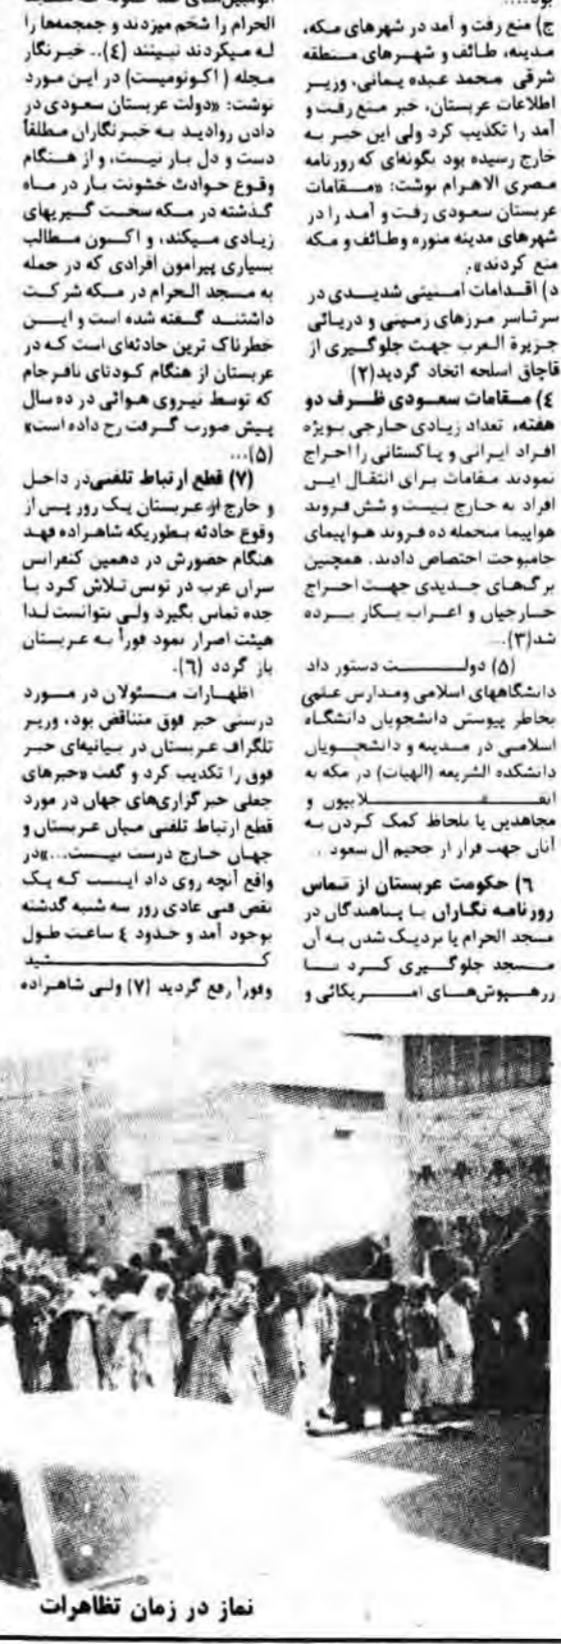 ج) منع رفت و آمد در شهرهای مکه،
مدینه، طائف و شهرهای منطقه
شرقی محمد عبده یمانی، وزیر
اطلاعات عربستان، خبر منع رفت و
آمد را تکذیب کرد ولی این خبر به
خارج رسیده بود بگونهای که روزنامه
مصری الاهرام نوشت: «مقامات
عربستان سعودی رفت و آمد را در
شهرهای مدینه منوره وطائف و مکه
منع کردند».
د) اقدامات امنیتی شدیدی در
سرتاسر مرزهای زمینی و دریائی
جزیرة العرب جهت جلوگیری از
قاچاق اسلحه اتخاذ گردید(۲)
٤) مقامات سعودی ظرف دو
هفته، تعداد زیادی خارجی بویژه
افراد ایرانی و پاکستانی را احراج
نمودند مقامات برای انتقال این
افراد به خارج بیست و شش فروند
هواپیما منجمله ده فروند هواپیمای
جامبوجت اختصاص دادند. همچنین
برگهای جدیدی جهت احراج
خارجیان و اعراب بکار برده
شد(۳)...
(۵) دولت دستور داد
دانشگاههای اسلامی ومدارس علمی
بخاطر پیوستن دانشجویان دانشگاه
اسلامی در مدینه و دانشجویان
دانشکده الشریعه (الهیات) در مکه به
انقلابیون و
مجاهدین یا بلحاظ کمک کردن به
آنان جهت فرار از جحیم آل سعود .
٦) حکومت عربستان از تماس
روزنامه نگاران با پناهندگان در
مسجد الحرام یا نزدیک شدن به آن
مسجد جلوگیری کرد تا
زرهپوش‌های امریکائی و
الحرام را شخم میزدند و جمجمه‌ها را
له میکردند نبینند (٤).. خبرنگار
مجله (اکونومیست) در این مورد
نوشت: «دولت عربستان سعودی در
دادن روادید به خبرنگاران مطلقاً
دست و دل باز نیست، و از هنگام
وقوع حوادث خشونت بار در ماه
گذشته در مکه سخت گیریهای
زیادی میکند، و اکنون مطالب
بسیاری پیرامون افرادی که در حمله
به مسجد الحرام در مکه شرکت
داشتند گفته شده است و این
خطرناک ترین حادثهای است که در
عربستان از هنگام کودتای نافرجام
که توسط نیروی هوائی در ده سال
پیش صورت گرفت رخ داده است»
(۵)...
(۷) قطع ارتباط تلفنی در داخل
و خارج از عربستان یک روز پس از
وقوع حادثه بطوریکه شاهزاده فهد
هنگام حضورش در دهمین کنفرانس
سران عرب در تونس تلاش کرد با
جده تماس بگیرد ولی نتوانست لذا
هیئت اصرار نمود فوراً به عربستان
باز گردد (٦).
اظهارات مسئولان در مورد
درستی خبر فوق متناقض بود، وزیر
تلگراف عربستان در بیانیه‌ای خبر
فوق را تکذیب کرد و گفت «خبرهای
جعلی خبرگزاری‌های جهان در مورد
قطع ارتباط تلفنی میان عربستان و
جهان خارج درست نیست...»در
واقع آنچه روی داد اینست که یک
نقص فنی عادی روز سه شنبه گذشته
بوجود آمد و حدود ٤ ساعت طول
کشید
وفوراً رفع گردید (۷) ولی شاهزاده
نماز در زمان تظاهرات